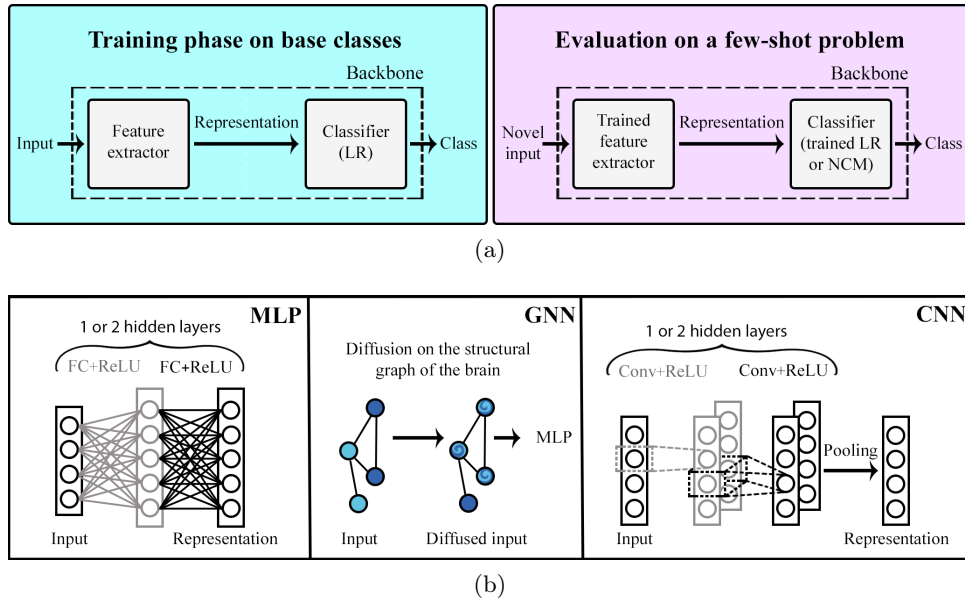 Training phase on base classes
Backbone
Input
Feature
extractor
Representation
Classifier
(LR)
Class
Evaluation on a few-shot problem
Backbone
Novel
input
Trained
feature
extractor
Representation
Classifier
(trained LR
or NCM)
Class
(a)
MLP
1 or 2 hidden layers
FC+ReLU FC+ReLU
Input Representation
GNN
Diffusion on the structural
graph of the brain
MLP
Input Diffused input
CNN
1 or 2 hidden layers
Conv+ReLU Conv+ReLU
Pooling
Input Representation
(b)